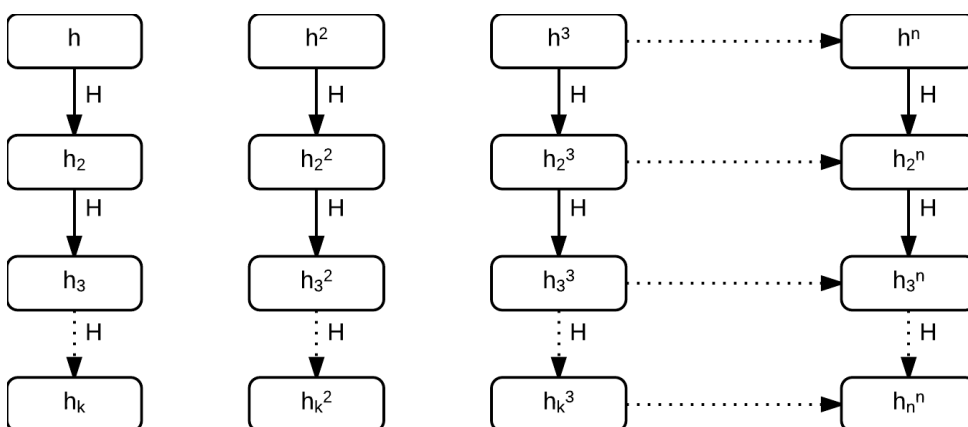 h h² h³ hⁿ
H H H H
h₂ h₂² h₂³ h₂ⁿ
H H H H
h₃ h₃² h₃³ h₃ⁿ
H H H H
hₖ hₖ² hₖ³ hₙⁿ